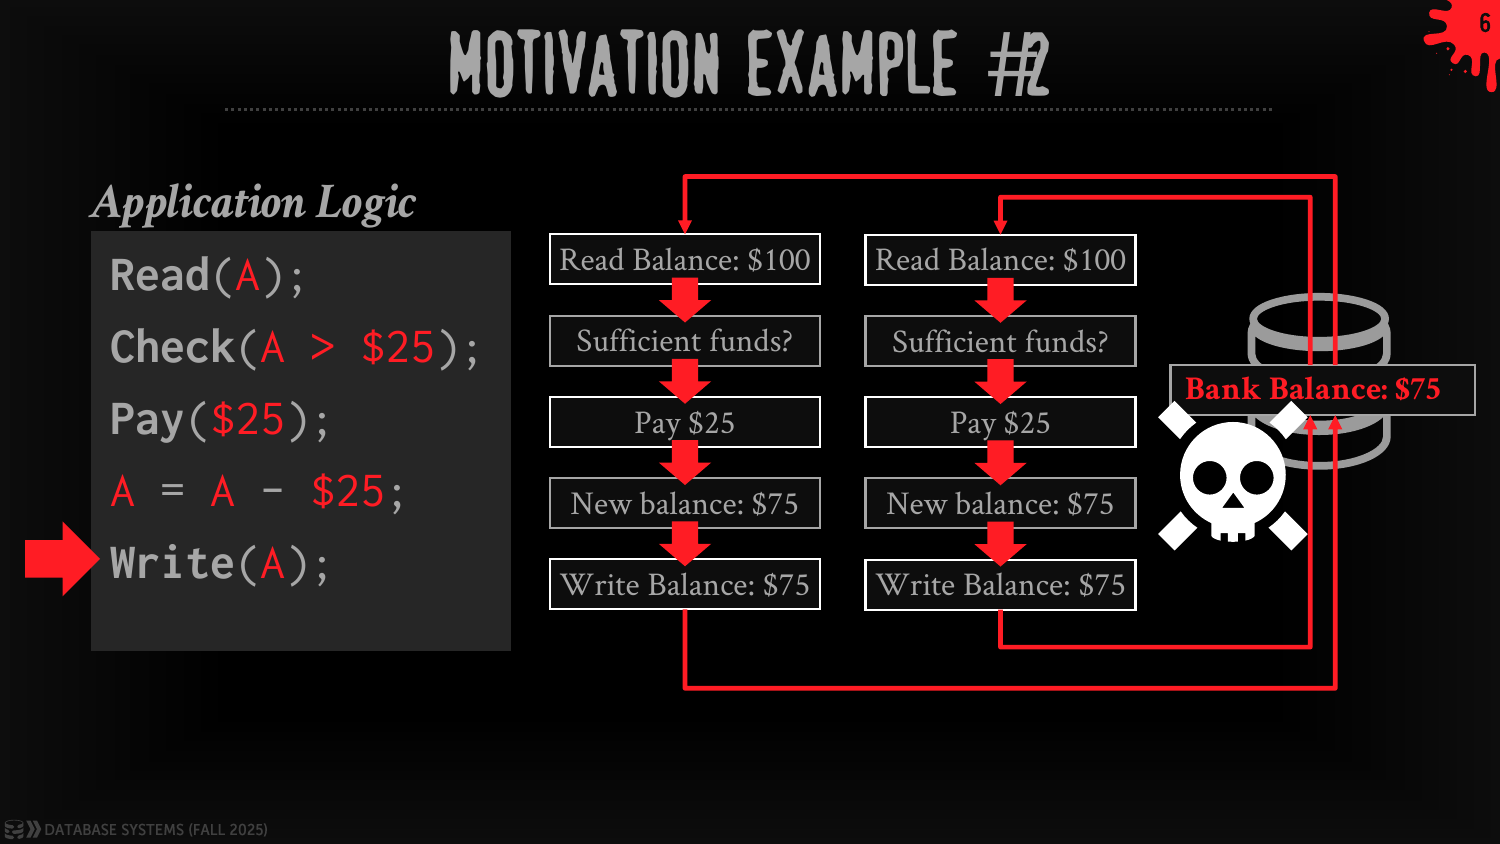 6
MOTIVATION EXAMPLE #2
Application Logic
Read(A);
Check(A > $25);
Pay($25);
A = A - $25;
Write(A);
Read Balance: $100
Sufficient funds?
Pay $25
New balance: $75
Write Balance: $75
Read Balance: $100
Sufficient funds?
Pay $25
New balance: $75
Write Balance: $75
Bank Balance: $75
DATABASE SYSTEMS (FALL 2025)